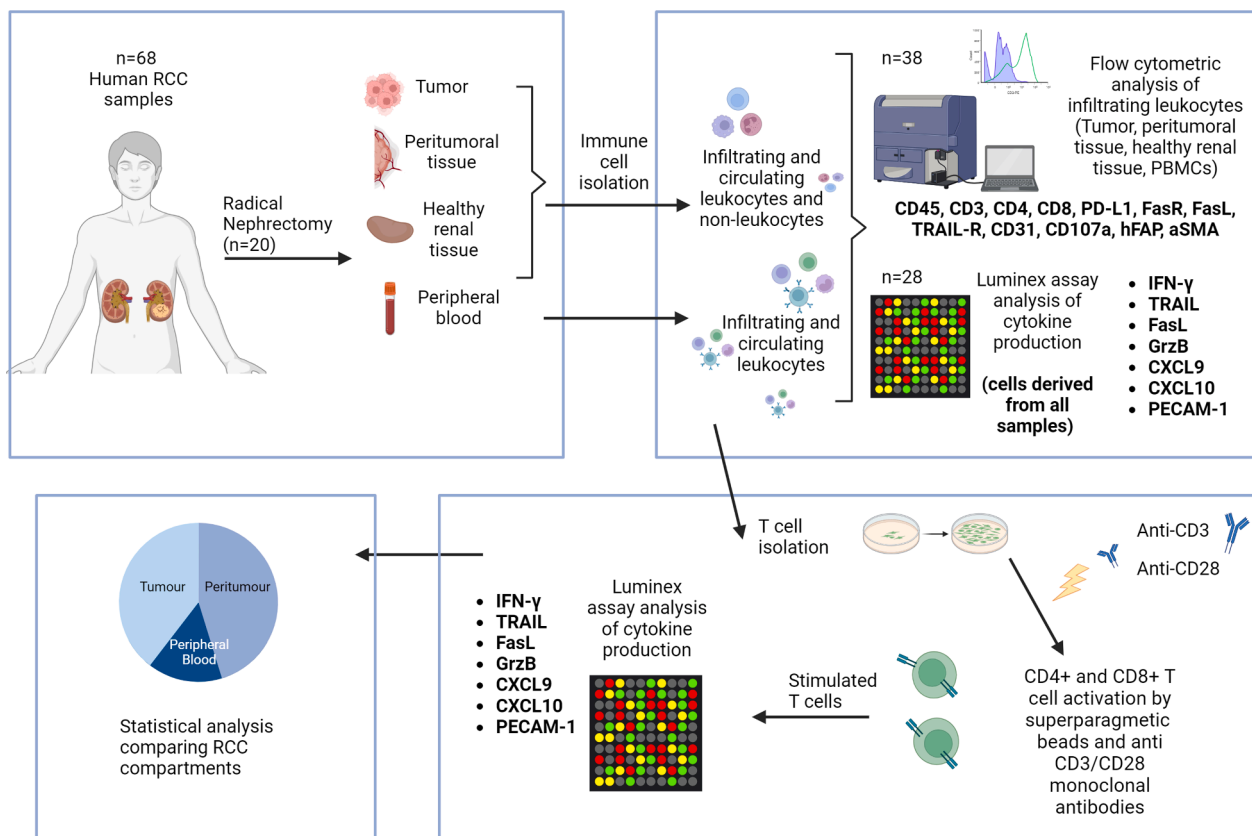 n=68
Human RCC
samples
Radical
Nephrectomy
(n=20)
Tumor
Peritumoral
tissue
Healthy
renal
tissue
Peripheral
blood
Immune
cell
isolation
Infiltrating and
circulating
leukocytes and
non-leukocytes
Infiltrating and
circulating
leukocytes
n=38
Flow cytometric
analysis of
infiltrating leukocytes
(Tumor, peritumoral
tissue, healthy renal
tissue, PBMCs)
CD45, CD3, CD4, CD8, PD-L1, FasR, FasL,
TRAIL-R, CD31, CD107a, hFAP, aSMA
n=28
Luminex assay
analysis of
cytokine
production
(cells derived
from all
samples)
• IFN-γ
• TRAIL
• FasL
• GrzB
• CXCL9
• CXCL10
• PECAM-1
T cell
isolation
Anti-CD3
Anti-CD28
CD4+ and CD8+ T
cell activation by
superparagmetic
beads and anti
CD3/CD28
monoclonal
antibodies
Stimulated
T cells
Luminex
assay analysis
of cytokine
production
• IFN-γ
• TRAIL
• FasL
• GrzB
• CXCL9
• CXCL10
• PECAM-1
Tumour
Peritumour
Peripheral
Blood
Statistical analysis
comparing RCC
compartments